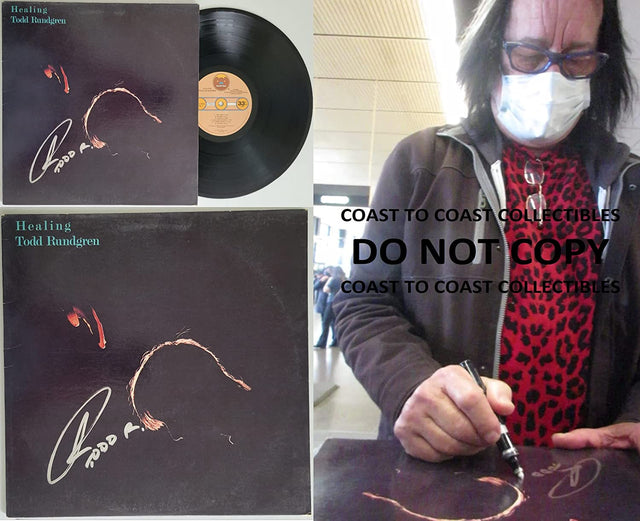 Healing
Todd Rundgren
TODD R.
33
Healing
Todd Rundgren
TODD R.
COAST TO COAST COLLECTIBLES
DO NOT COPY
COAST TO COAST COLLECTIBLES